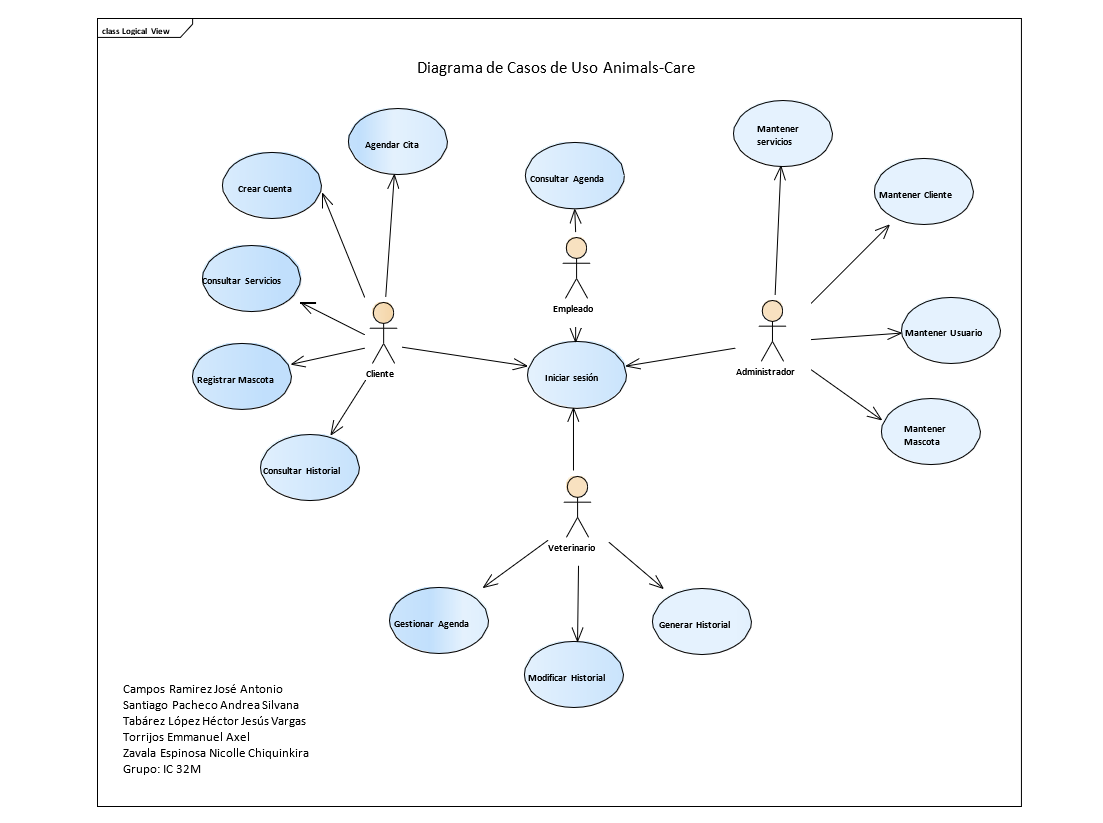 class Logical View
Diagrama de Casos de Uso Animals-Care
Agendar Cita
Crear Cuenta
Consultar Servicios
Registrar Mascota
Consultar Historial
Cliente
Consultar Agenda
Empleado
Iniciar sesión
Mantener
servicios
Mantener Cliente
Mantener Usuario
Mantener
Mascota
Administrador
Veterinario
Gestionar Agenda
Modificar Historial
Generar Historial
Campos Ramirez José Antonio
Santiago Pacheco Andrea Silvana
Tabárez López Héctor Jesús Vargas
Torrijos Emmanuel Axel
Zavala Espinosa Nicolle Chiquinkira
Grupo: IC 32M